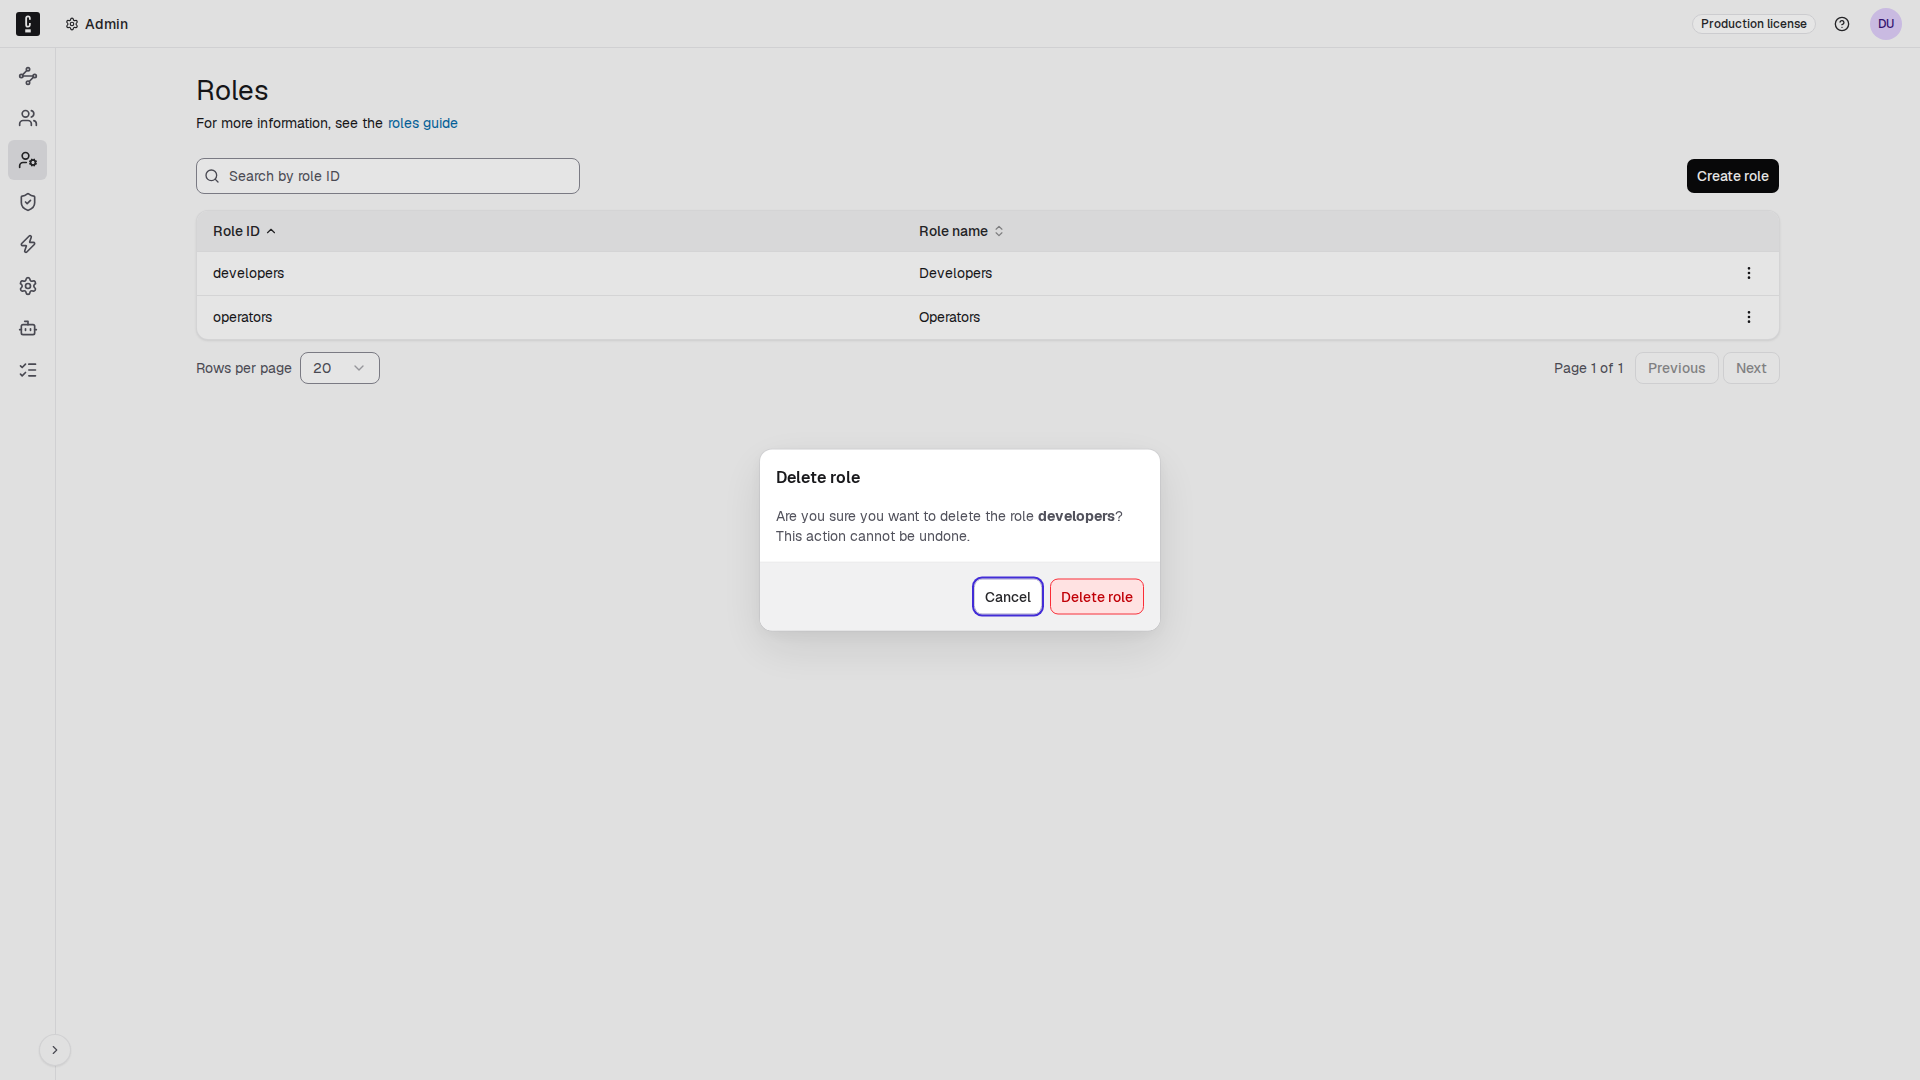 Admin
Production license
DU
Roles
For more information, see the roles guide
Search by role ID
Create role
Role ID
Role name
developers
Developers
operators
Operators
Rows per page
20
Page 1 of 1
Previous
Next
Delete role
Are you sure you want to delete the role developers?
This action cannot be undone.
Cancel
Delete role